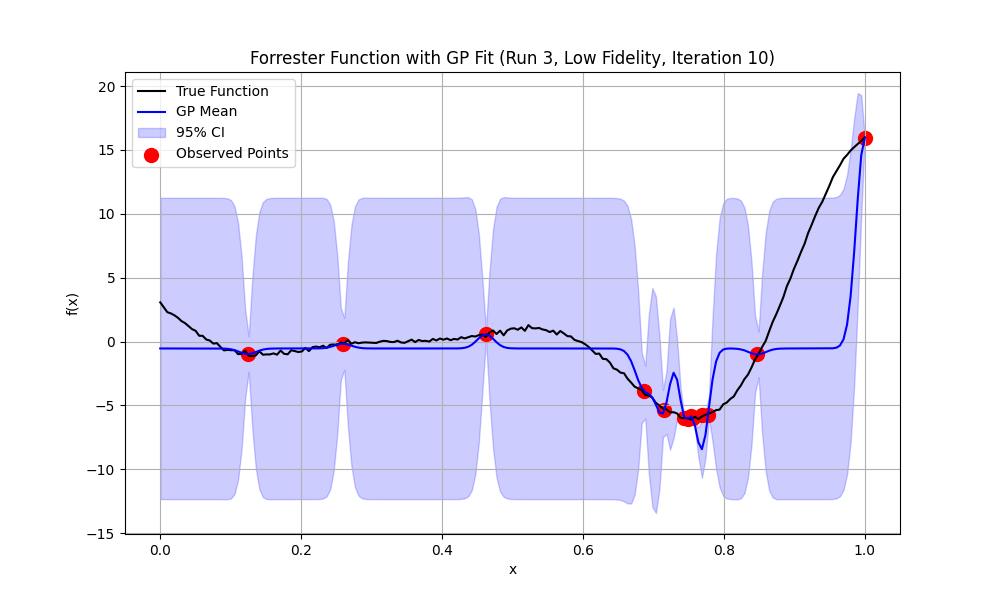 Forrester Function with GP Fit (Run 3, Low Fidelity, Iteration 10)
True Function
GP Mean
95% CI
Observed Points
f(x)
20
15
10
5
0
−5
−10
−15
0.0
0.2
0.4
0.6
0.8
1.0
x